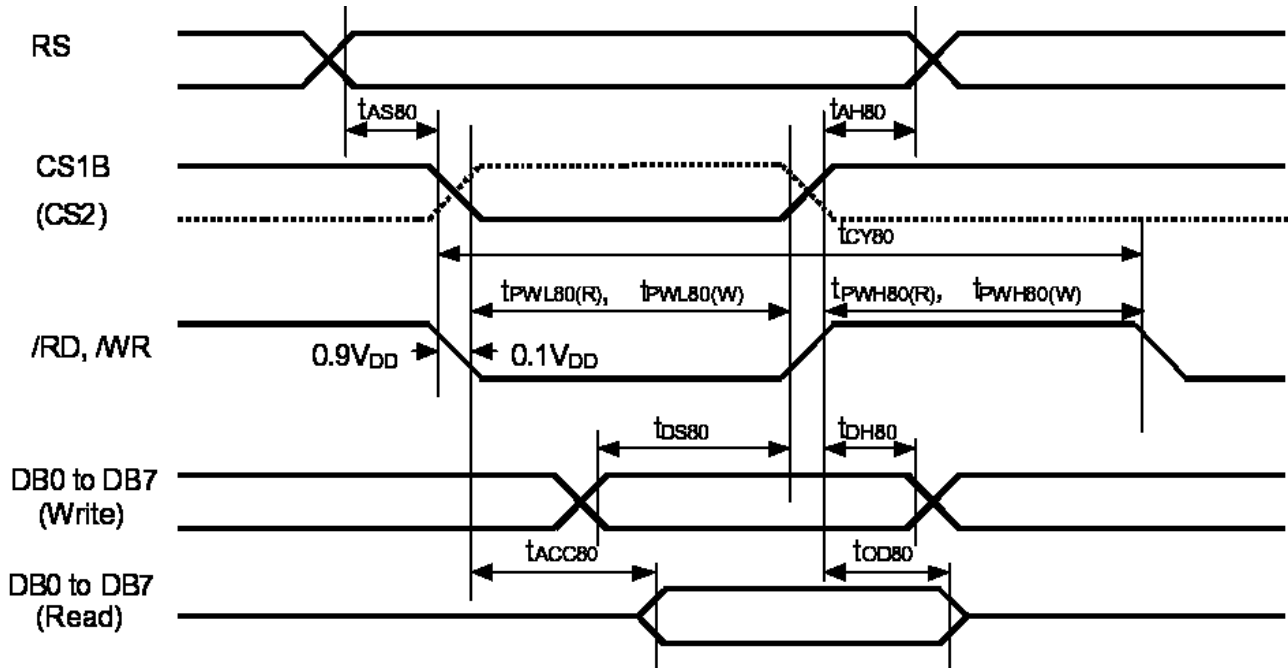 RS
tAS80
tAH80
CS1B
(CS2)
tCY80
tPWL80(R), tPWL80(W)
tPWH80(R), tPWH80(W)
/RD, /WR
0.9VDD
0.1VDD
tDS80
tDH80
DB0 to DB7
(Write)
tACC80
tOD80
DB0 to DB7
(Read)